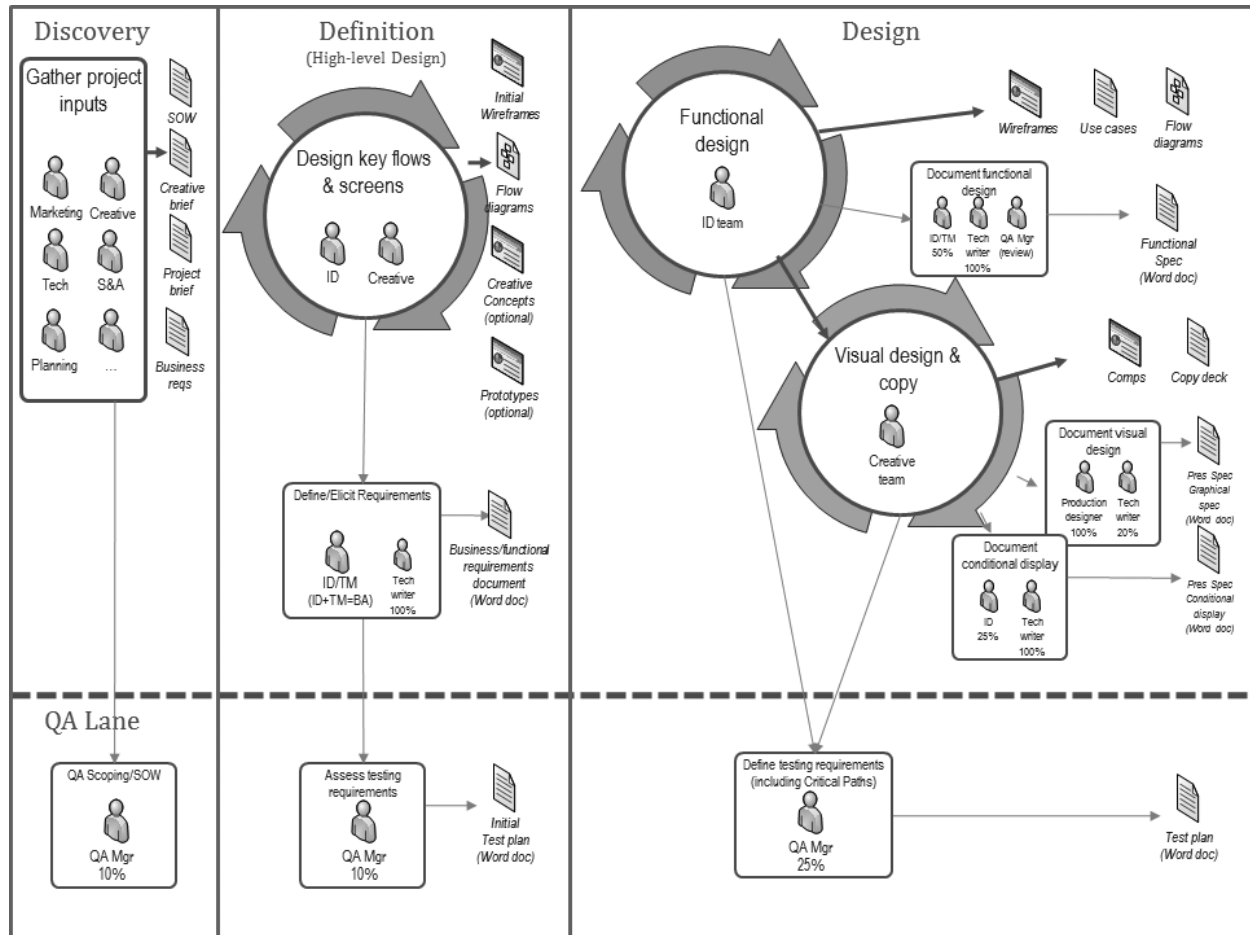 Discovery
Gather project
inputs
Marketing
Creative
Tech
S&A
Planning
...
SOW
Creative
brief
Project
brief
Business
reqs
Definition
(High-level Design)
Design key flows
& screens
ID
Creative
Initial
Wireframes
Flow
diagrams
Creative
Concepts
(optional)
Prototypes
(optional)
Define/Elicit Requirements
ID/TM
(ID+TM=BA)
Tech
writer
100%
Business/functional
requirements
document
(Word doc)
Design
Functional
design
ID team
Wireframes
Use cases
Flow
diagrams
Document functional
design
ID/TM
50%
Tech
writer
100%
QA Mgr
(review)
Functional
Spec
(Word doc)
Visual design &
copy
Creative
team
Comps
Copy deck
Document visual
design
Production
designer
100%
Tech
writer
20%
Pres Spec
Graphical
spec
(Word doc)
Document
conditional display
ID
25%
Tech
writer
100%
Pres Spec
Conditional
display
(Word doc)
QA Lane
QA Scoping/SOW
QA Mgr
10%
Assess testing
requirements
QA Mgr
10%
Initial
Test plan
(Word doc)
Define testing requirements
(including Critical Paths)
QA Mgr
25%
Test plan
(Word doc)